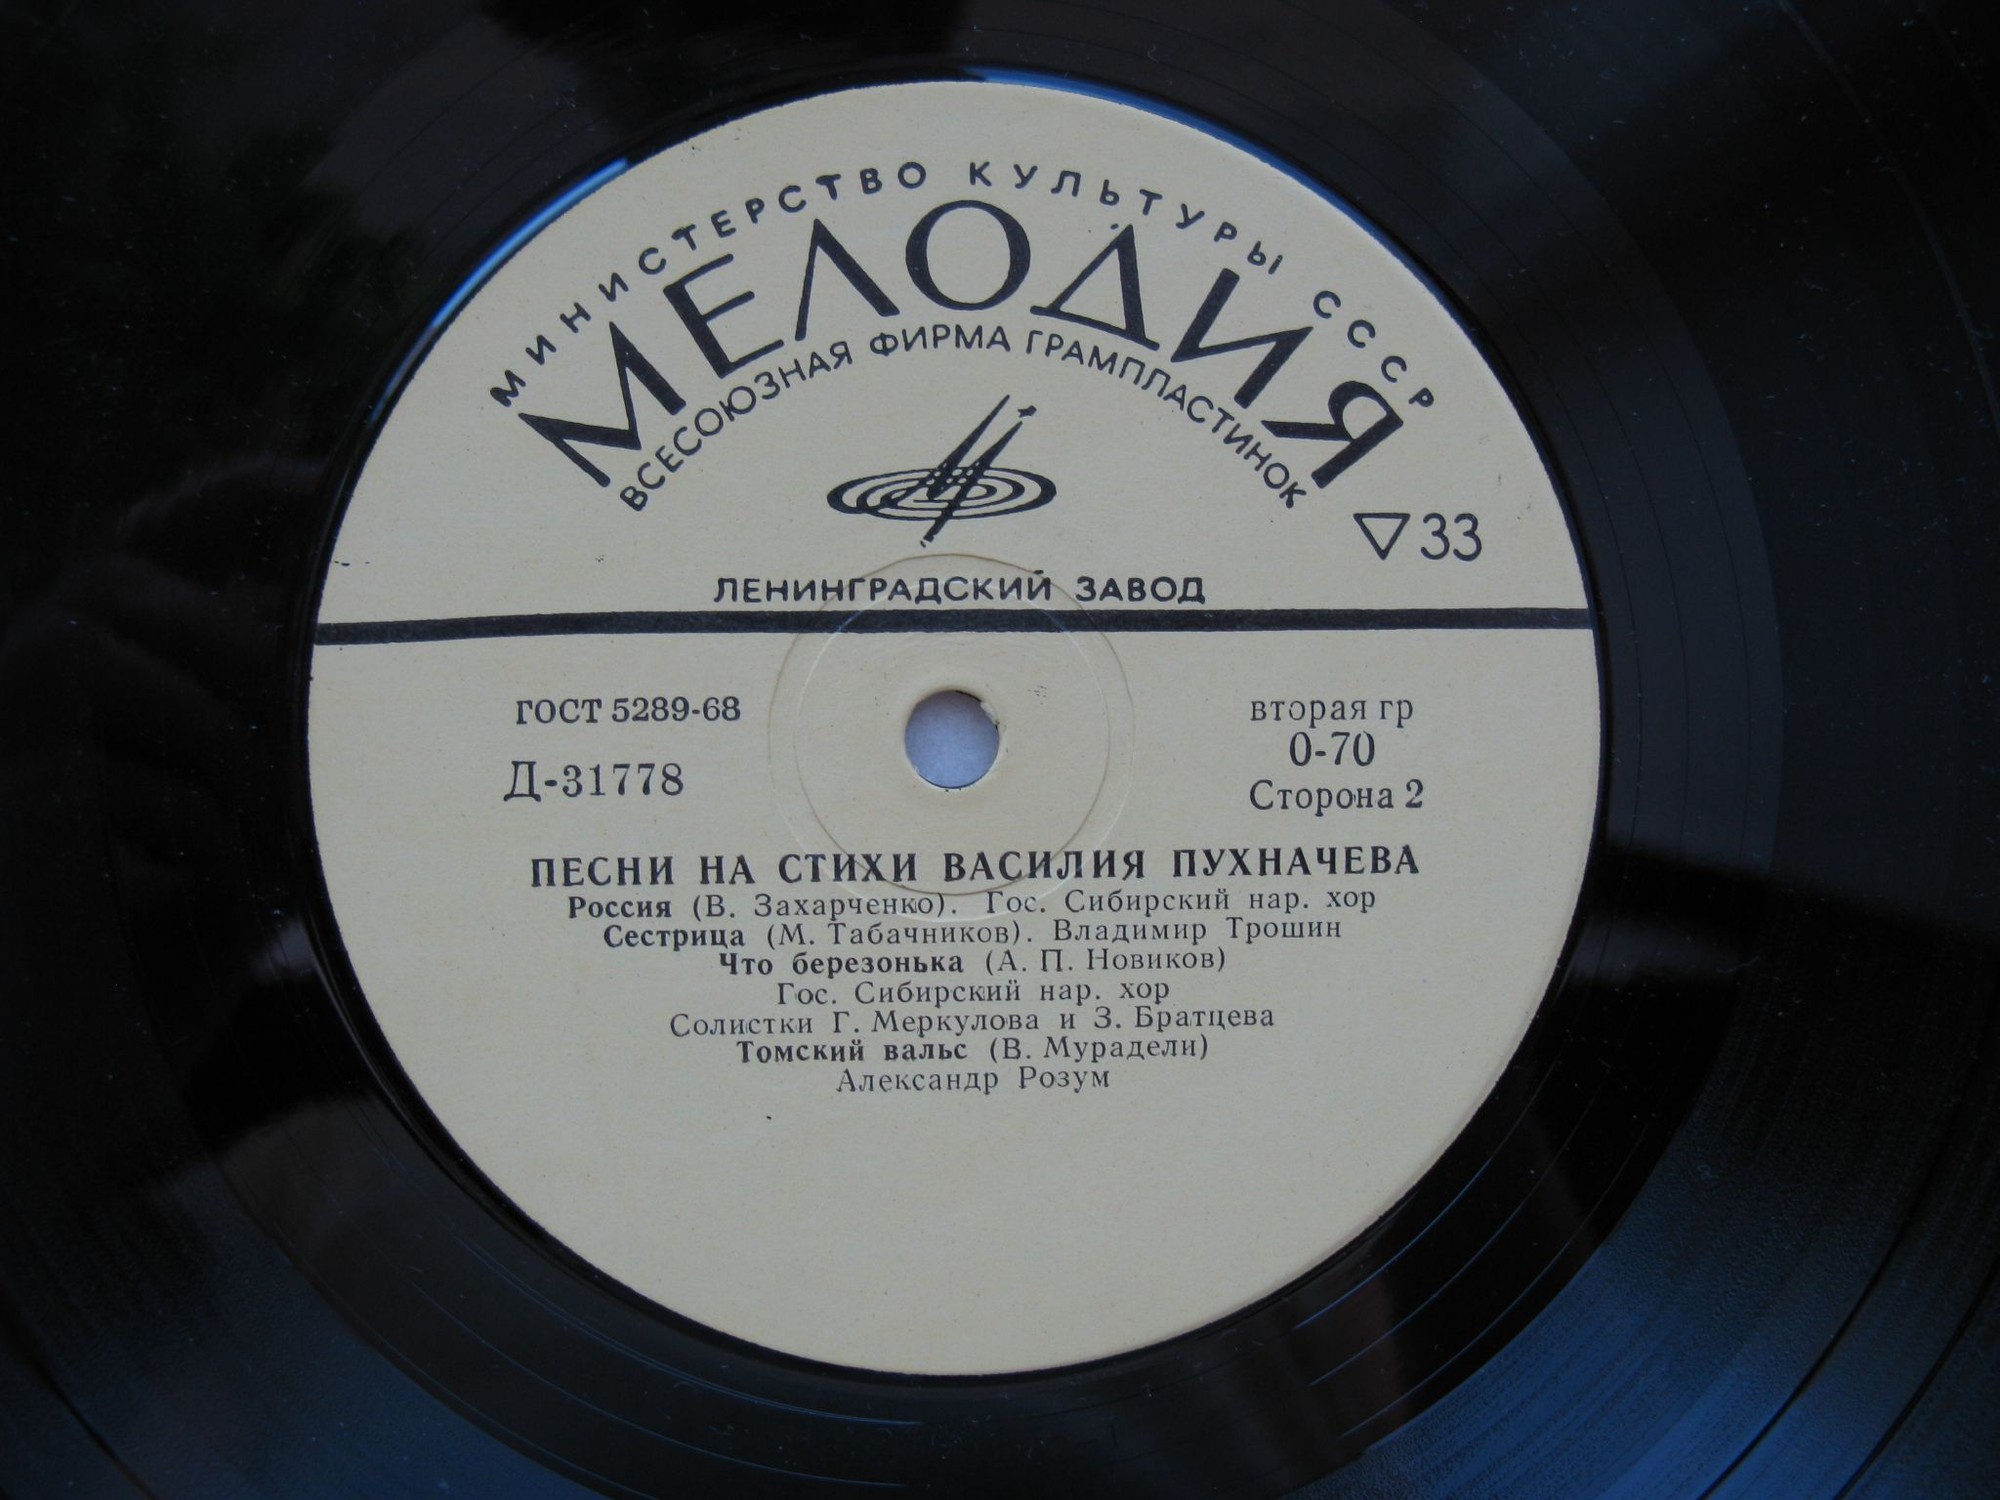 МИНИСТЕРСТВО КУЛЬТУРЫ СССР
МЕЛОДИЯ
ВСЕСОЮЗНАЯ ФИРМА ГРАМПЛАСТИНОК
▽33
ЛЕНИНГРАДСКИЙ ЗАВОД
ГОСТ 5289-68
вторая гр
Д-31778
0-70
Сторона 2
ПЕСНИ НА СТИХИ ВАСИЛИЯ ПУХНАЧЕВА
Россия (В. Захарченко). Гос. Сибирский нар. хор
Сестрица (М. Табачников). Владимир Трошин
Что березонька (А. П. Новиков)
Гос. Сибирский нар. хор
Солистки Г. Меркулова и З. Братцева
Томский вальс (В. Мурадели)
Александр Розум